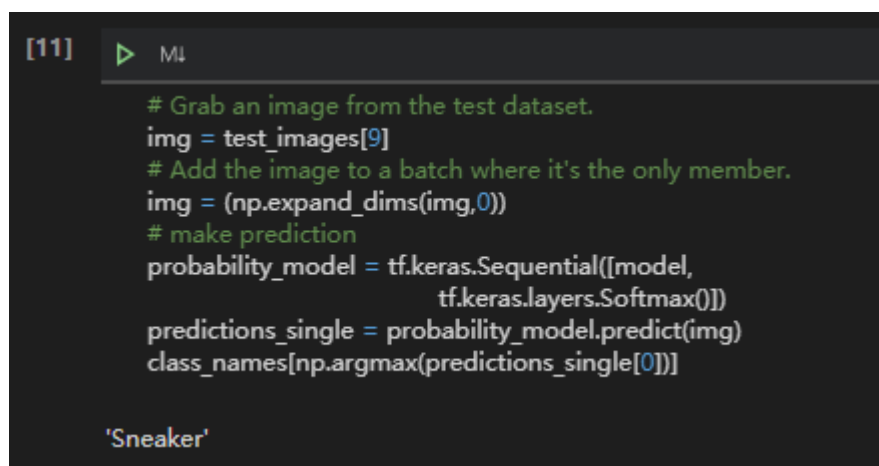 [11]
M↓
# Grab an image from the test dataset.
img = test_images[9]
# Add the image to a batch where it's the only member.
img = (np.expand_dims(img,0))
# make prediction
probability_model = tf.keras.Sequential([model,
tf.keras.layers.Softmax()])
predictions_single = probability_model.predict(img)
class_names[np.argmax(predictions_single[0])]
'Sneaker'